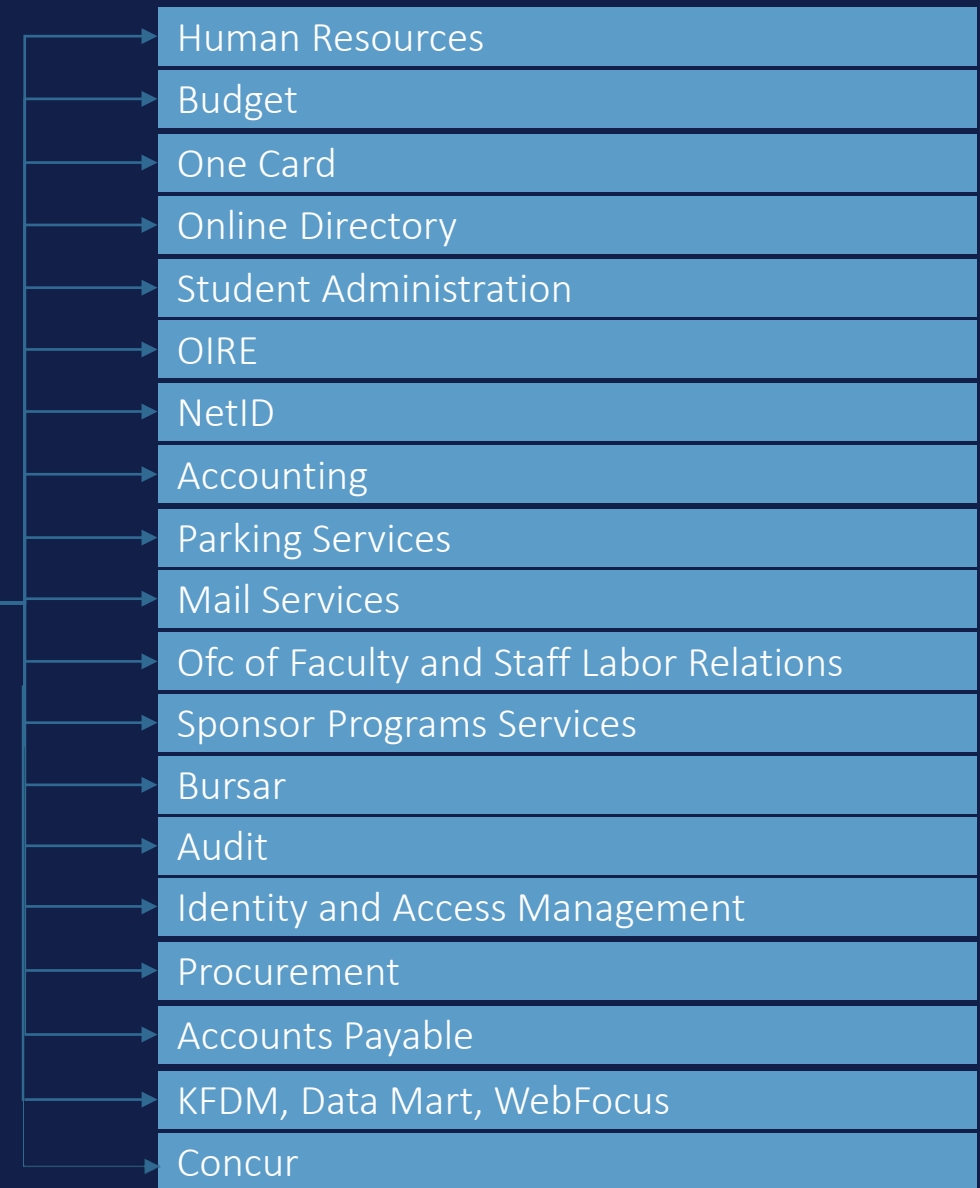 Human Resources
Budget
One Card
Online Directory
Student Administration
OIRE
NetID
Accounting
Parking Services
Mail Services
Ofc of Faculty and Staff Labor Relations
Sponsor Programs Services
Bursar
Audit
Identity and Access Management
Procurement
Accounts Payable
KFDM, Data Mart, WebFocus
Concur